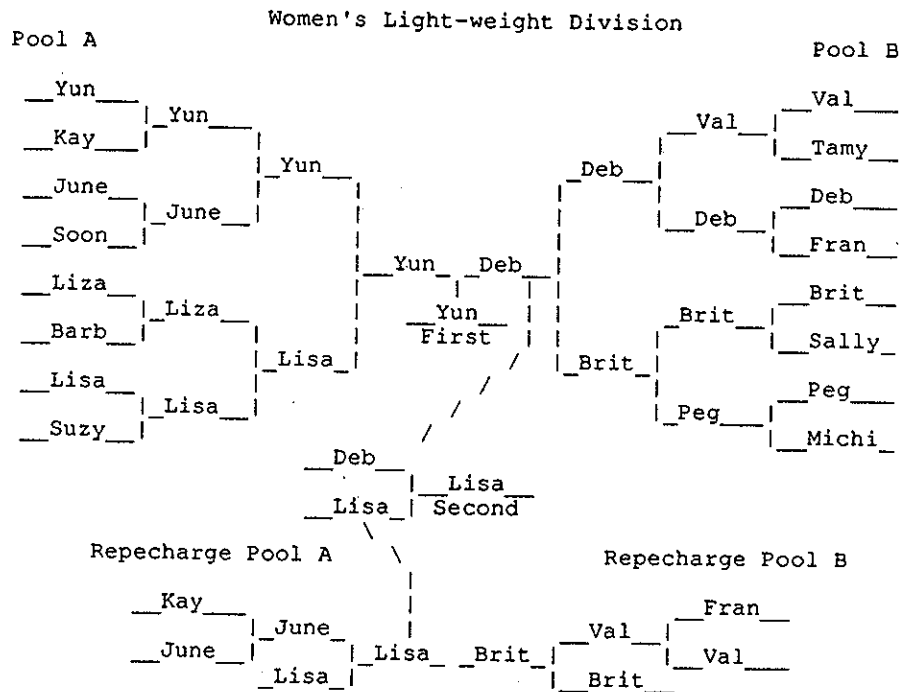 Women's Light-weight Division
Pool A
Pool B
Yun
Val
Yun
Val
Kay
Tamy
Yun
Deb
June
Deb
June
Deb
Soon
Fran
Yun Deb
Liza
Brit
Liza
Yun
Brit
Barb
First
Sally
Lisa
Brit
Lisa
Peg
Lisa
Peg
Suzy
Michi
Deb
Lisa
Lisa
Second
Repecharge Pool A
Repecharge Pool B
Kay
Fran
June
Val
June
Lisa Brit
Val
Lisa
Brit